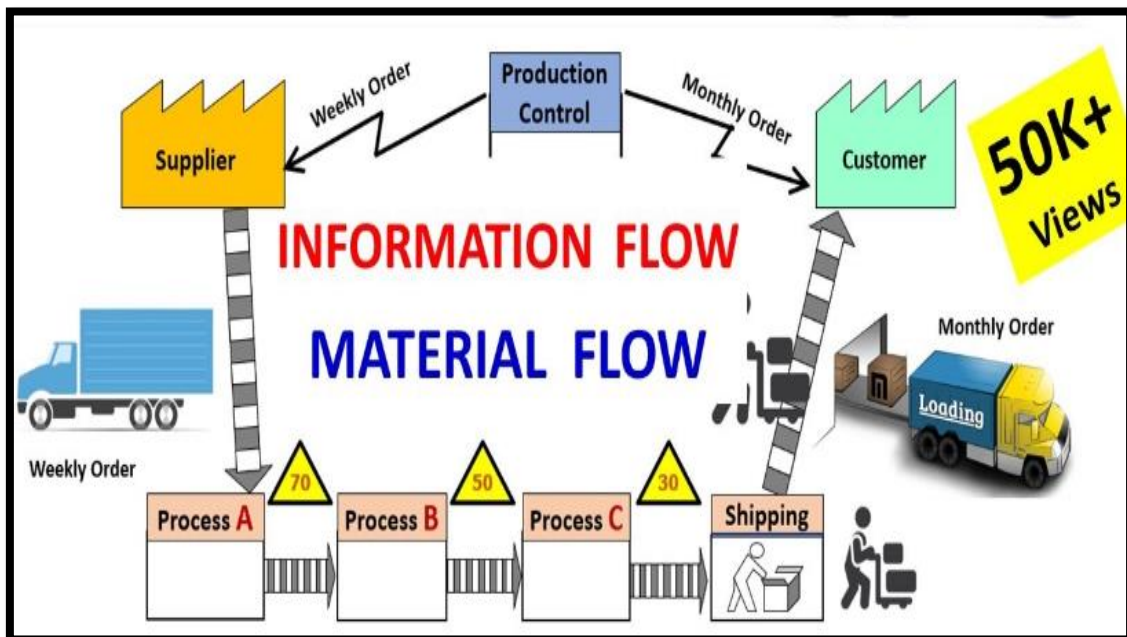 Production
Control
Weekly Order
Monthly Order
Supplier
Customer
50K+
Views
INFORMATION FLOW
MATERIAL FLOW
Monthly Order
Loading
Weekly Order
70
50
30
Process A
Process B
Process C
Shipping